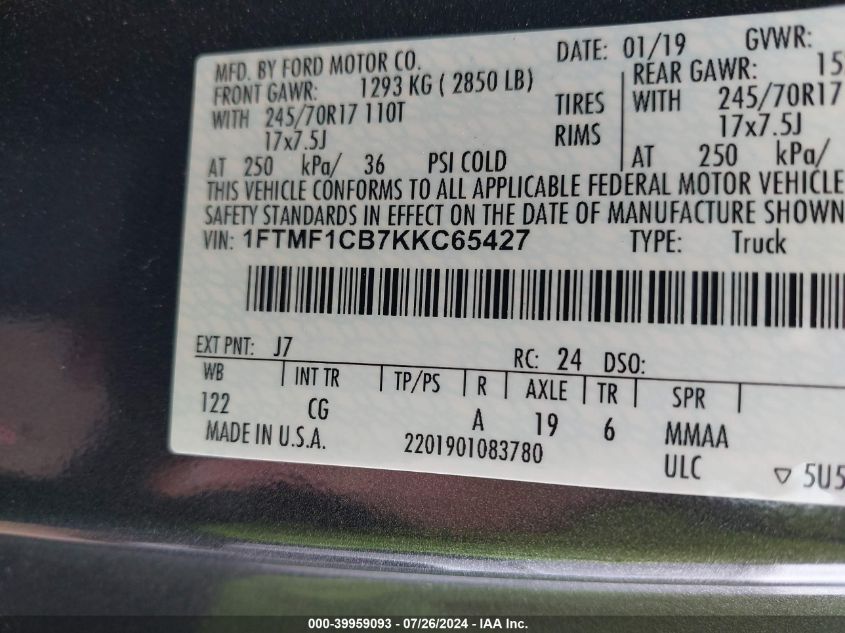 MFD. BY FORD MOTOR CO.
DATE: 01/19 GVWR:
FRONT GAWR: 1293 KG ( 2850 LB)
REAR GAWR: 15
WITH 245/70R17 110T TIRES
WITH 245/70R17
17x7.5J RIMS
17x7.5J
AT 250 kPa/ 36 PSI COLD
AT 250 kPa/
THIS VEHICLE CONFORMS TO ALL APPLICABLE FEDERAL MOTOR VEHICLE
SAFETY STANDARDS IN EFFECT ON THE DATE OF MANUFACTURE SHOWN
VIN: 1FTMF1CB7KKC65427 TYPE: Truck
EXT PNT: J7 RC: 24 DSO:
WB INT TR TP/PS R AXLE TR SPR
122 CG A 19 6 MMAA
MADE IN U.S.A. 2201901083780 ULC
▽ 5U5
000-39959093 - 07/26/2024 - IAA Inc.